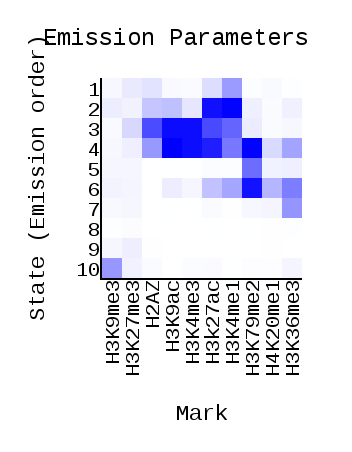 Emission Parameters
State (Emission order)
1
2
3
4
5
6
7
8
9
10
H3K9me3
H3K27me3
H2AZ
H3K9ac
H3K4me3
H3K27ac
H3K4me1
H3K79me2
H4K20me1
H3K36me3
Mark